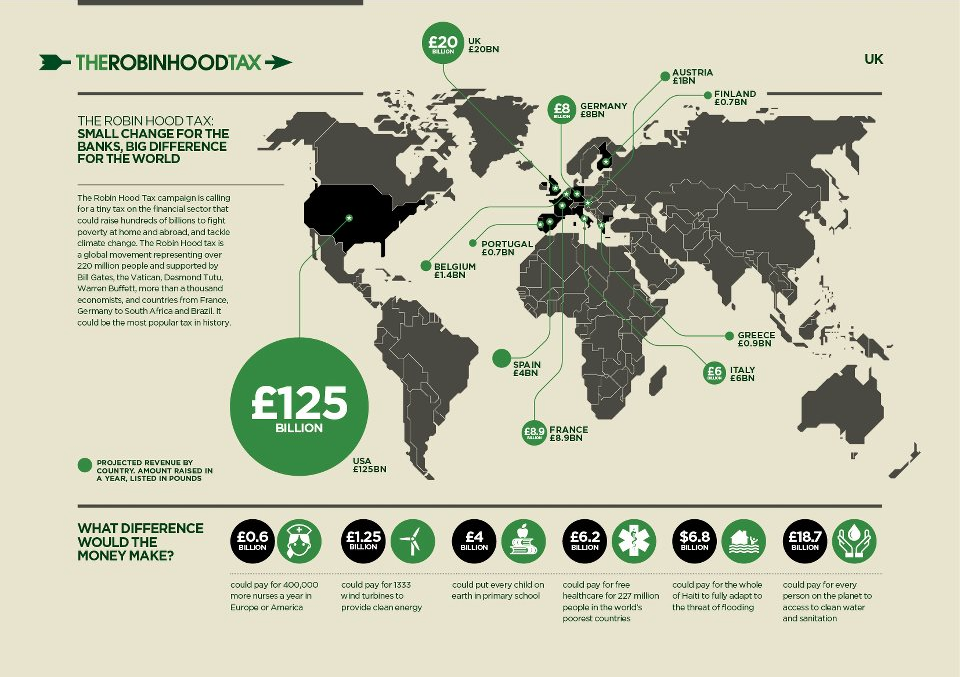 THEROBINHOODTAX
UK
THE ROBIN HOOD TAX:
SMALL CHANGE FOR THE
BANKS, BIG DIFFERENCE
FOR THE WORLD
The Robin Hood Tax campaign is calling
for a tiny tax on the financial sector that
could raise hundreds of billions to fight
poverty at home and abroad, and tackle
climate change. The Robin Hood tax is
a global movement representing over
220 million people and supported by
Bill Gates, the Vatican, Desmond Tutu,
Warren Buffett, more than a thousand
economists, and countries from France,
Germany to South Africa and Brazil. It
could be the most popular tax in history.
£20
BILLION
UK
£20BN
£8
BILLION
GERMANY
£8BN
AUSTRIA
£1BN
FINLAND
£0.7BN
PORTUGAL
£0.7BN
BELGIUM
£1.4BN
GREECE
£0.9BN
SPAIN
£4BN
£6
BILLION
ITALY
£6BN
£8.9
BILLION
FRANCE
£8.9BN
£125
BILLION
USA
£125BN
PROJECTED REVENUE BY
COUNTRY. AMOUNT RAISED IN
A YEAR, LISTED IN POUNDS
WHAT DIFFERENCE
WOULD THE
MONEY MAKE?
£0.6
BILLION
could pay for 400,000
more nurses a year in
Europe or America
£1.25
BILLION
could pay for 1333
wind turbines to
provide clean energy
£4
BILLION
could put every child on
earth in primary school
£6.2
BILLION
could pay for free
healthcare for 227 million
people in the world's
poorest countries
$6.8
BILLION
could pay for the whole
of Haiti to fully adapt to
the threat of flooding
£18.7
BILLION
could pay for every
person on the planet to
access to clean water
and sanitation